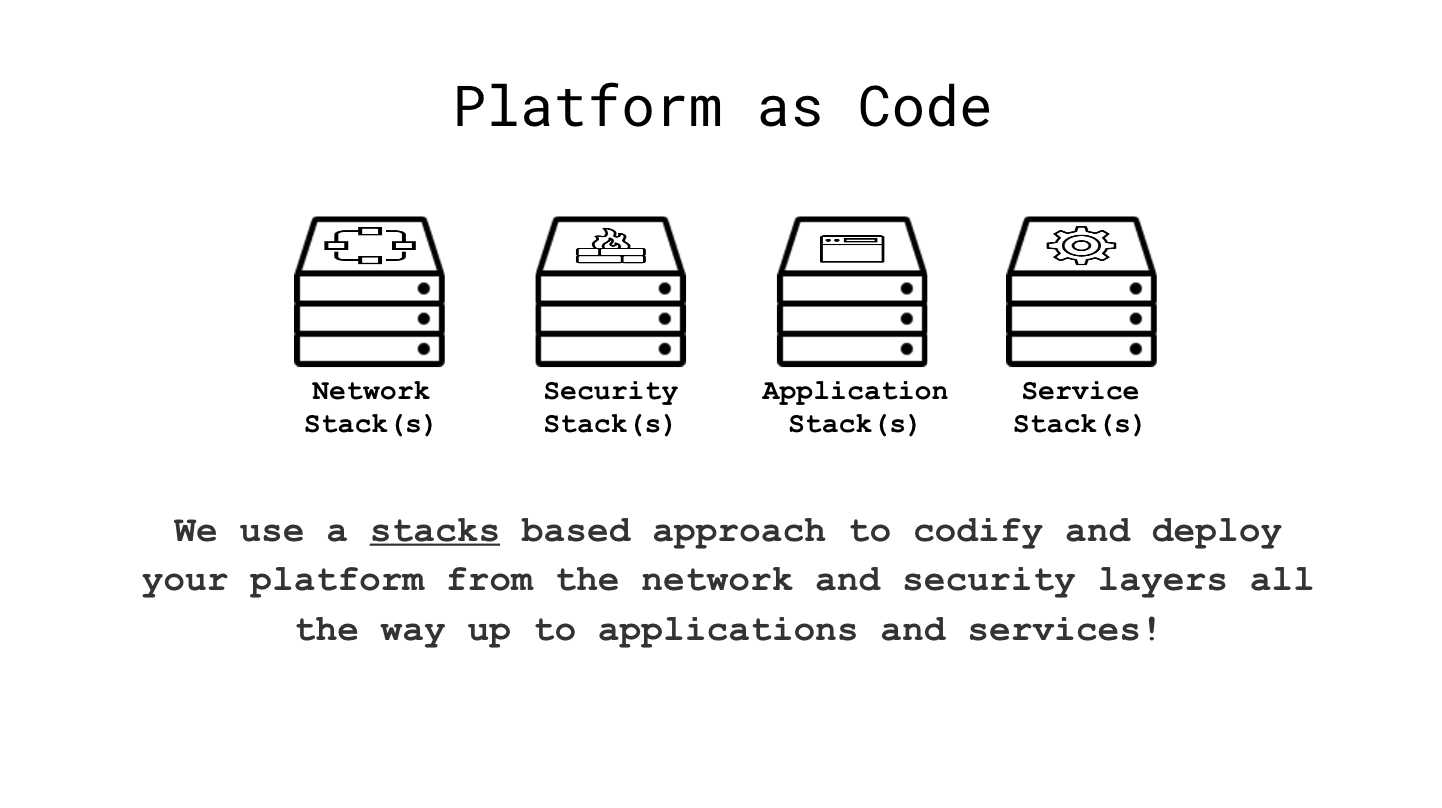 Platform as Code
Network
Stack(s)
Security
Stack(s)
Application
Stack(s)
Service
Stack(s)
We use a stacks based approach to codify and deploy
your platform from the network and security layers all
the way up to applications and services!